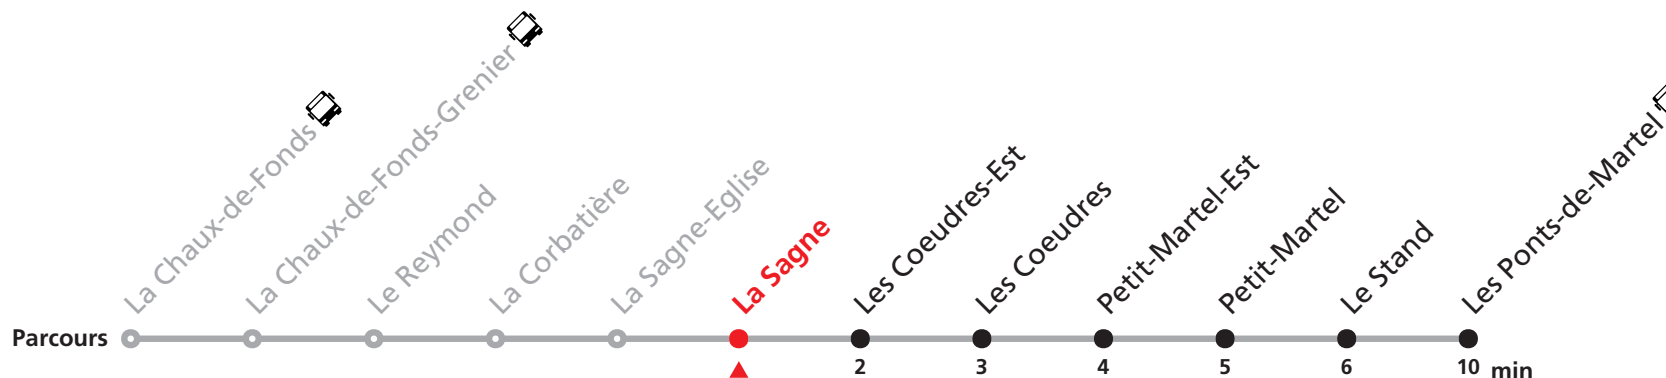 La Chaux-de-Fonds
La Chaux-de-Fonds-Grenier
Le Reymond
La Corbatière
La Sagne-Eglise
La Sagne
Les Coeudres-Est
Les Coeudres
Petit-Martel-Est
Petit-Martel
Le Stand
Les Ponts-de-Martel
Parcours
2 3 4 5 6 10 min